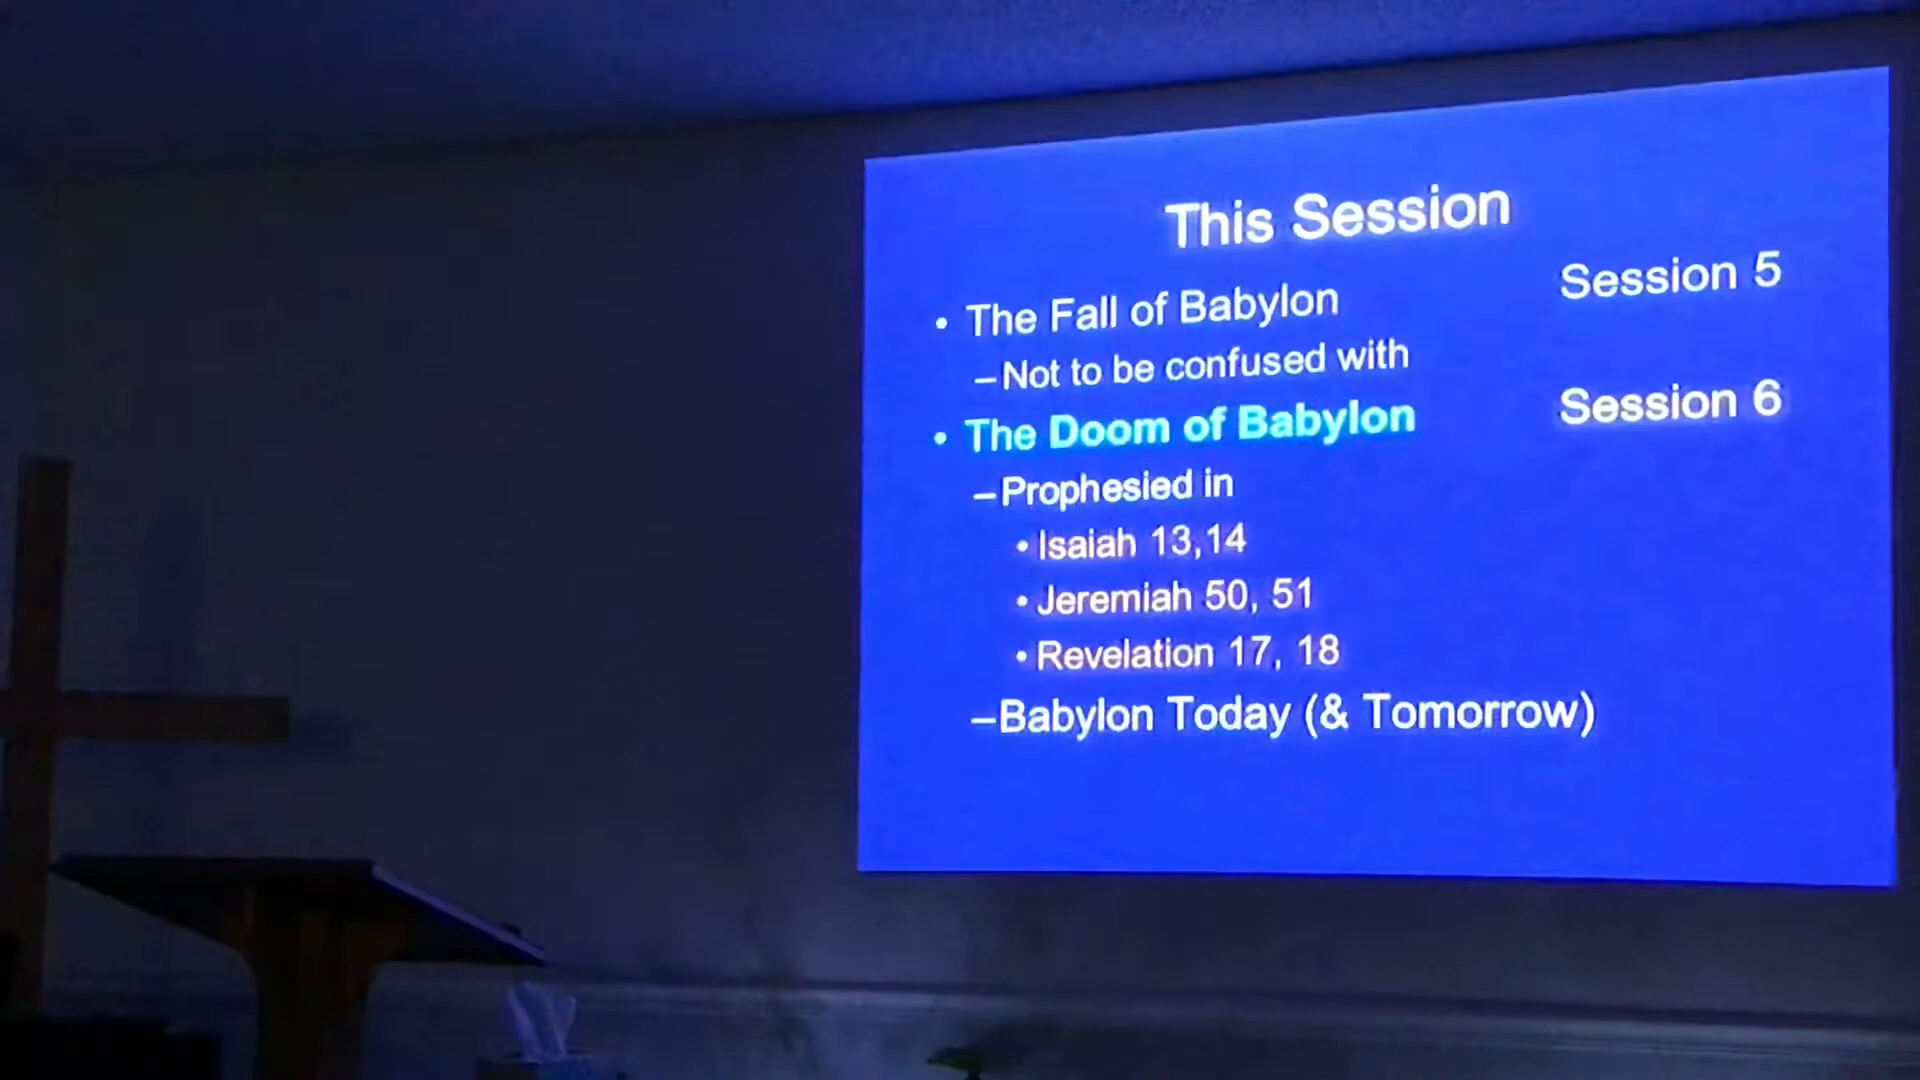 This Session
• The Fall of Babylon Session 5
–Not to be confused with
• The Doom of Babylon Session 6
–Prophesied in
• Isaiah 13,14
• Jeremiah 50, 51
• Revelation 17, 18
–Babylon Today (& Tomorrow)